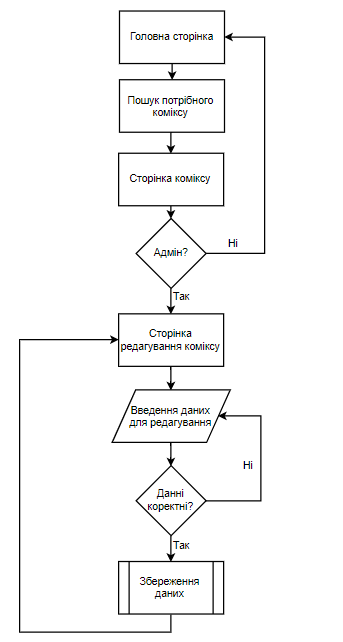 Головна сторінка
Пошук потрібного
коміксу
Сторінка коміксу
Адмін?
Ні
Так
Сторінка
редагування коміксу
Введення даних
для редагування
Ні
Данні
коректні?
Так
Збереження
даних